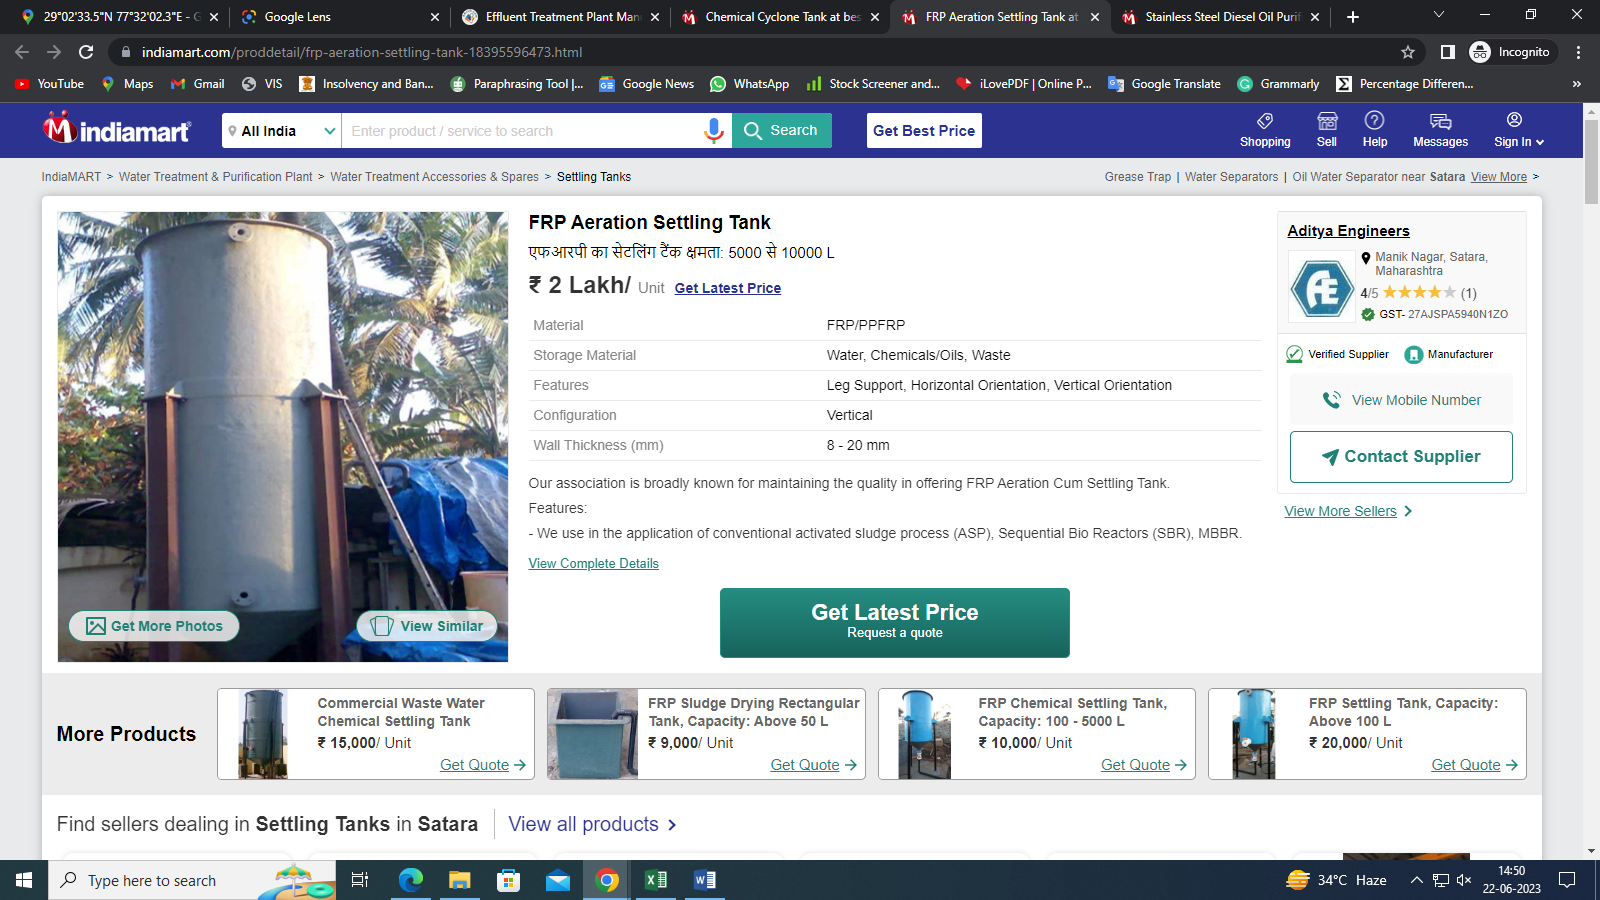 29°02'33.5"N 77°32'02.3"E - G
Google Lens
Effluent Treatment Plant Man
Chemical Cyclone Tank at bes
FRP Aeration Settling Tank at
Stainless Steel Diesel Oil Purif
indiamart.com/proddetail/frp-aeration-settling-tank-18395596473.html
Incognito
YouTube
Maps
Gmail
VIS
Insolvency and Ban...
Paraphrasing Tool |...
Google News
WhatsApp
Stock Screener and...
iLovePDF | Online P...
Google Translate
Grammarly
Percentage Differen...
indiamart
All India
Enter product / service to search
Search
Get Best Price
Shopping
Sell
Help
Messages
Sign In
IndiaMART > Water Treatment & Purification Plant > Water Treatment Accessories & Spares > Settling Tanks
Grease Trap | Water Separators | Oil Water Separator near Satara View More >
FRP Aeration Settling Tank
एफआरपी का सेटलिंग टैंक क्षमता: 5000 से 10000 L
₹ 2 Lakh/ Unit Get Latest Price
Material FRP/PPFRP
Storage Material Water, Chemicals/Oils, Waste
Features Leg Support, Horizontal Orientation, Vertical Orientation
Configuration Vertical
Wall Thickness (mm) 8 - 20 mm
Our association is broadly known for maintaining the quality in offering FRP Aeration Cum Settling Tank.
Features:
- We use in the application of conventional activated sludge process (ASP), Sequential Bio Reactors (SBR), MBBR.
View Complete Details
Get Latest Price
Request a quote
Get More Photos
View Similar
Aditya Engineers
AE
Manik Nagar, Satara,
Maharashtra
4/5 (1)
GST- 27AJSPA5940N1ZO
Verified Supplier
Manufacturer
View Mobile Number
Contact Supplier
View More Sellers
More Products
Commercial Waste Water
Chemical Settling Tank
₹ 15,000/ Unit
Get Quote
FRP Sludge Drying Rectangular
Tank, Capacity: Above 50 L
₹ 9,000/ Unit
Get Quote
FRP Chemical Settling Tank,
Capacity: 100 - 5000 L
₹ 10,000/ Unit
Get Quote
FRP Settling Tank, Capacity:
Above 100 L
₹ 20,000/ Unit
Get Quote
Find sellers dealing in Settling Tanks in Satara
View all products
Type here to search
34°C Haze
14:50
22-06-2023